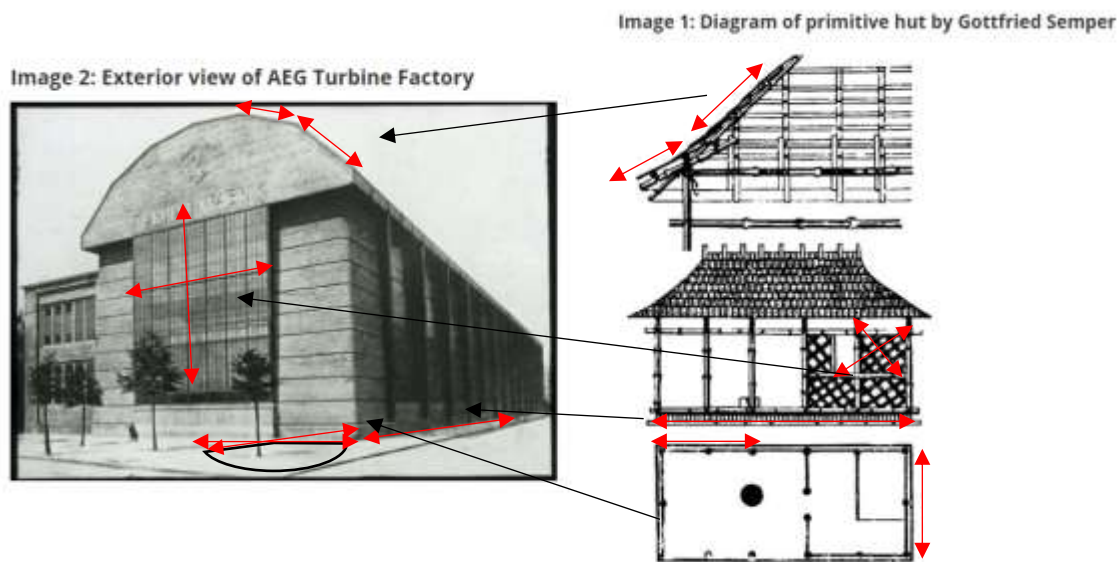 Image 1: Diagram of primitive hut by Gottfried Semper
Image 2: Exterior view of AEG Turbine Factory